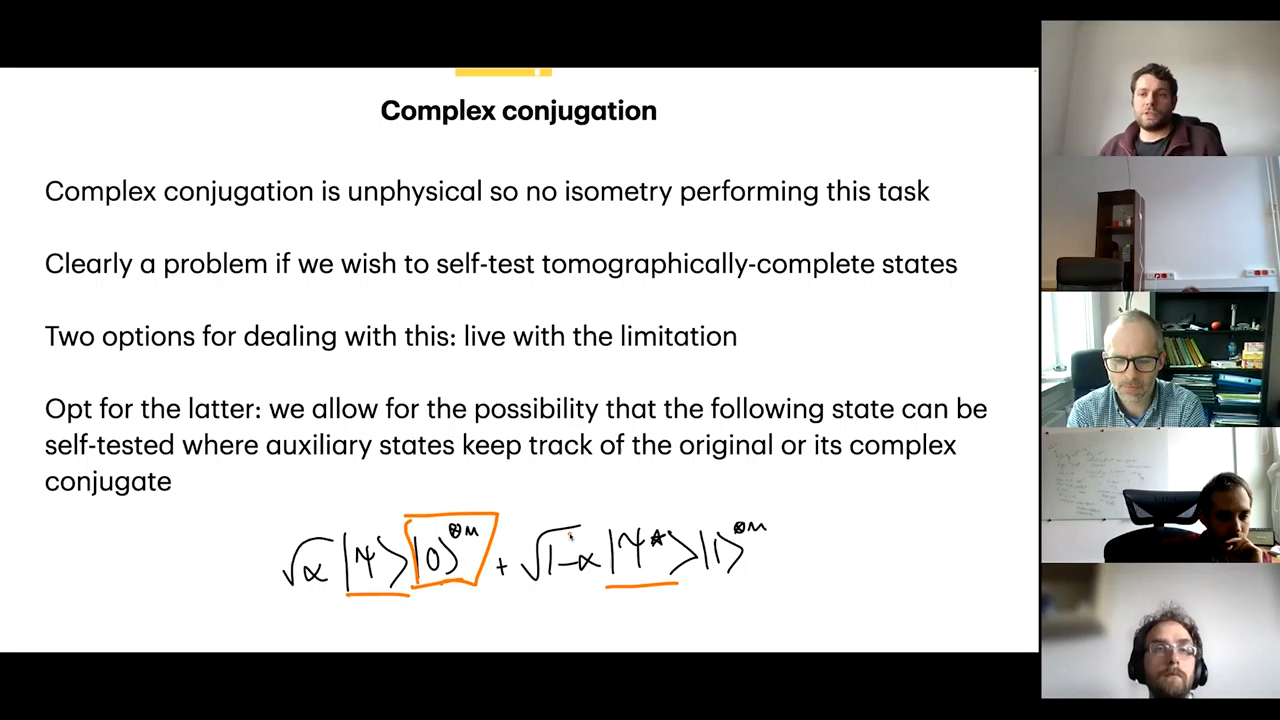 Complex conjugation
Complex conjugation is unphysical so no isometry performing this task
Clearly a problem if we wish to self-test tomographically-complete states
Two options for dealing with this: live with the limitation
Opt for the latter: we allow for the possibility that the following state can be
self-tested where auxiliary states keep track of the original or its complex
conjugate
√α |ψ⟩ |0⟩^⊗M + √1-α |ψ*⟩ |1⟩^⊗M